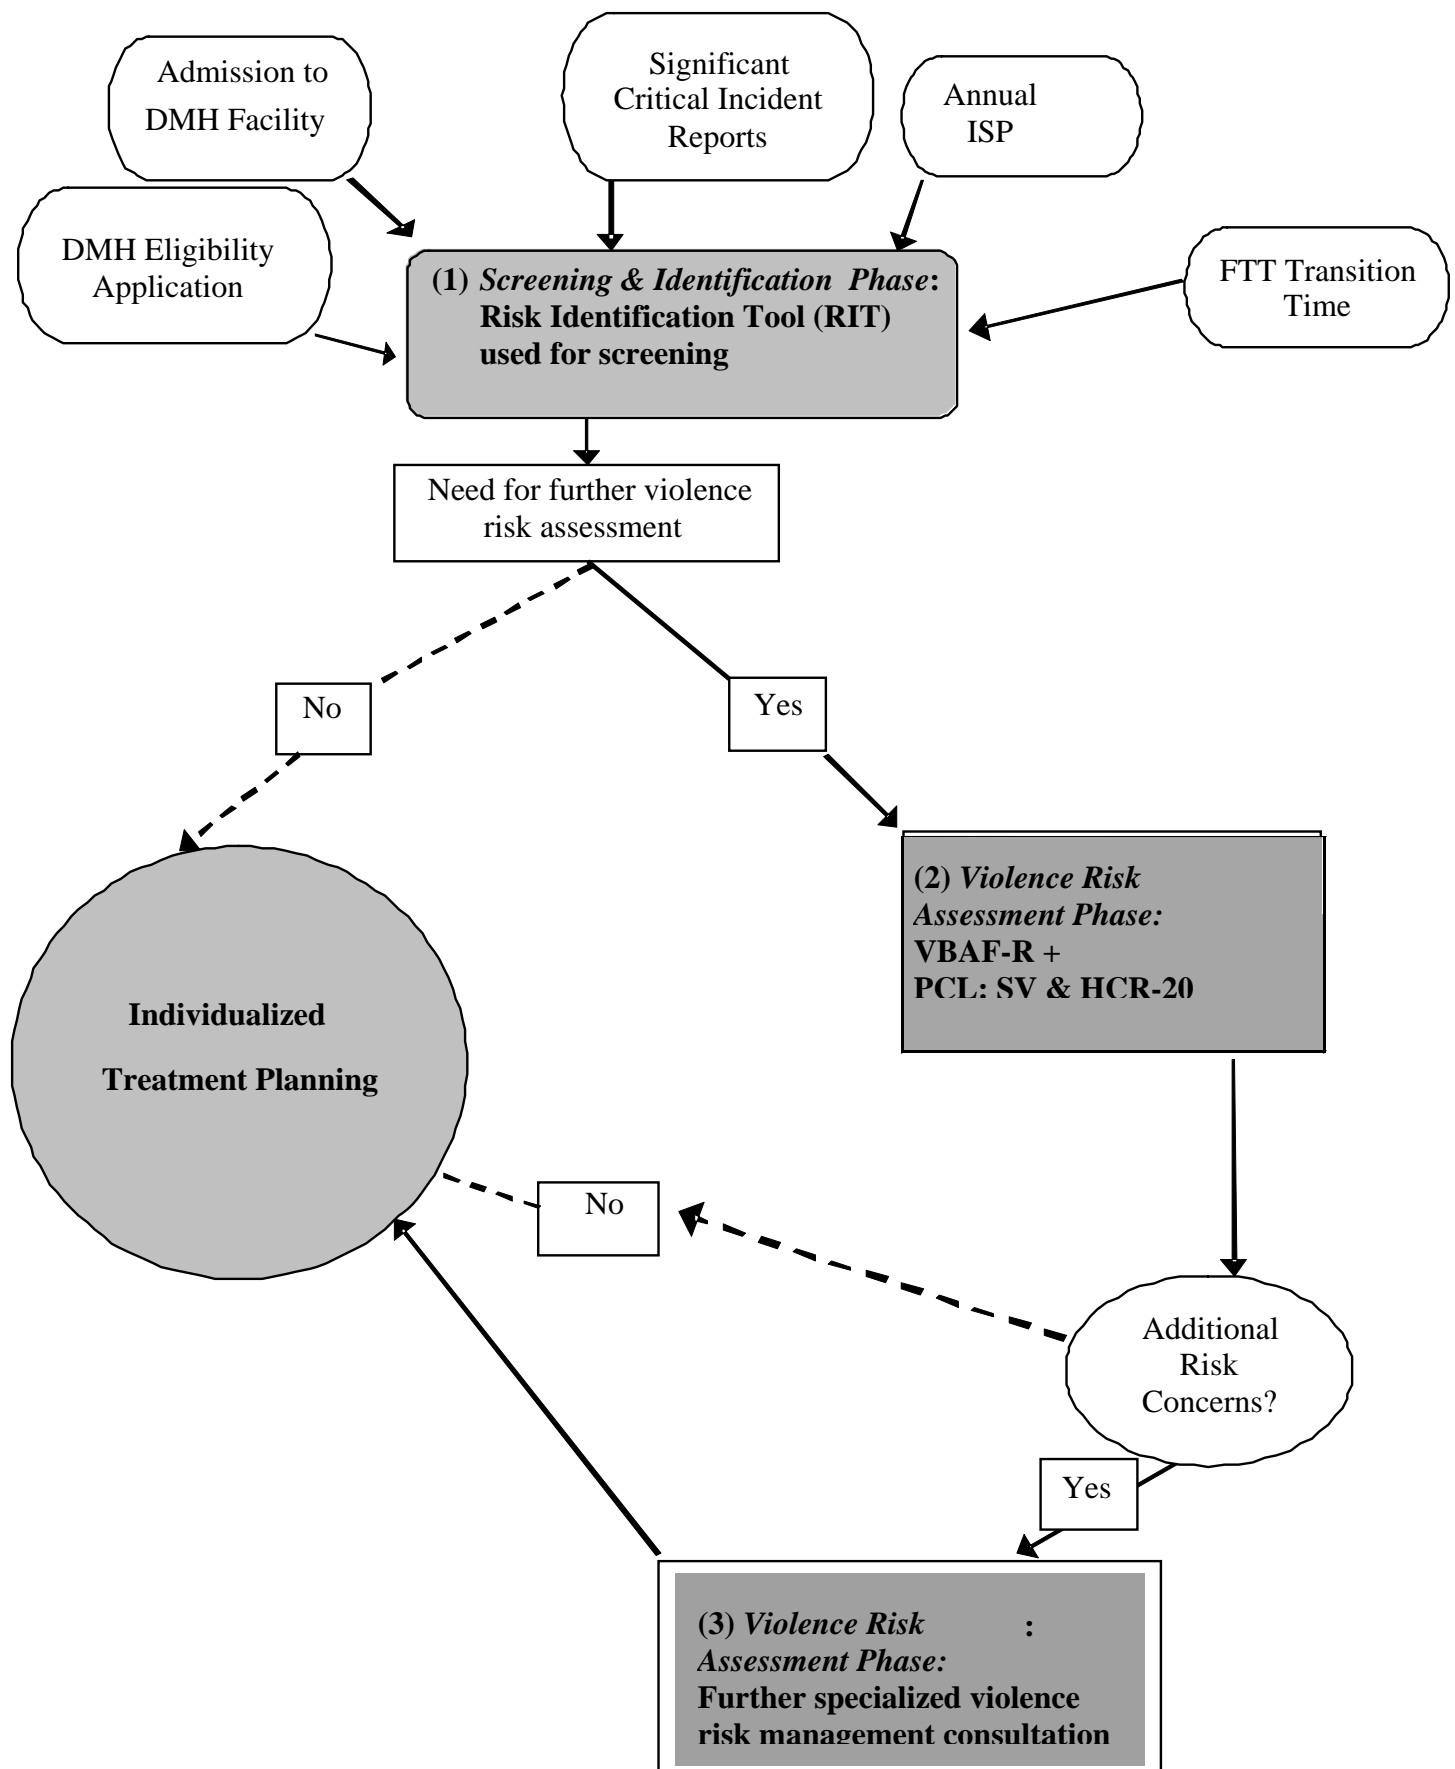 Admission to
DMH Facility
Significant
Critical Incident
Reports
Annual
ISP
DMH Eligibility
Application
FTT Transition
Time
(1) Screening & Identification Phase:
Risk Identification Tool (RIT)
used for screening
Need for further violence
risk assessment
No
Yes
(2) Violence Risk
Assessment Phase:
VBAF-R +
PCL: SV & HCR-20
Individualized
Treatment Planning
No
Additional
Risk
Concerns?
Yes
(3) Violence Risk :
Assessment Phase:
Further specialized violence
risk management consultation